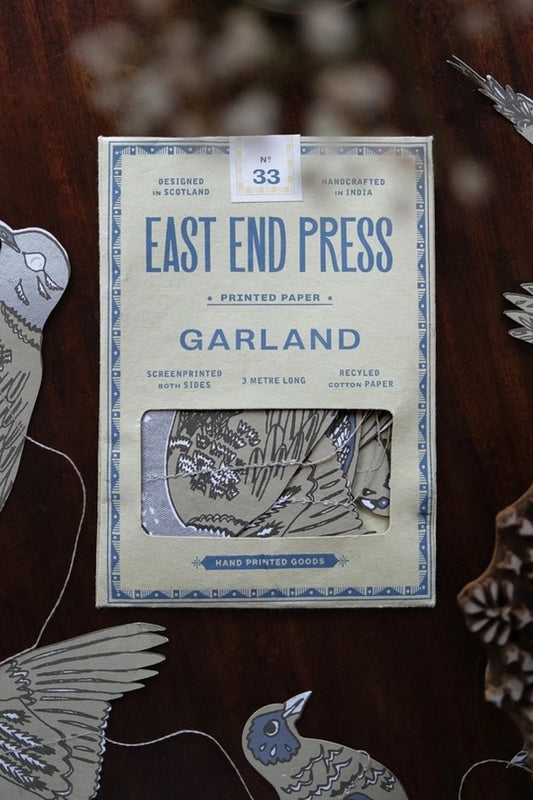 Nº
33
DESIGNED
IN SCOTLAND
HANDCRAFTED
IN INDIA
EAST END PRESS
• PRINTED PAPER •
GARLAND
SCREENPRINTED
BOTH SIDES
3 METRE LONG
RECYLED
COTTON PAPER
HAND PRINTED GOODS